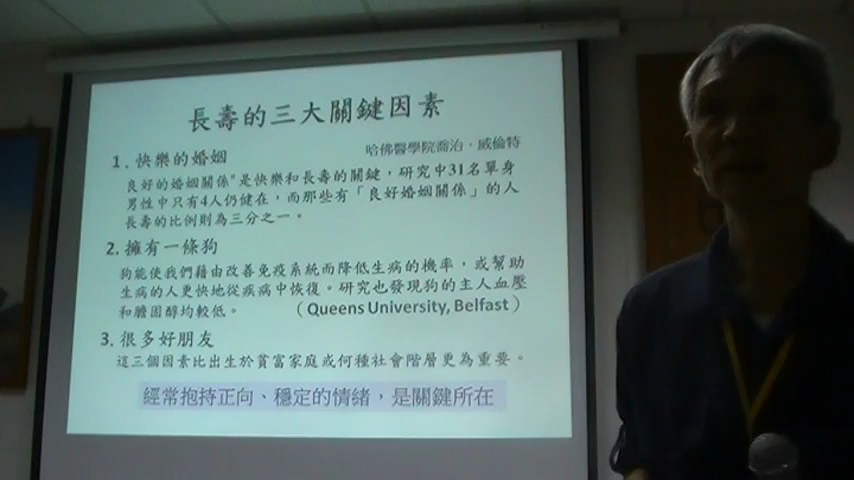 長壽的三大關鍵因素
哈佛醫學院喬治．威倫特
1. 快樂的婚姻
良好的婚姻關係"是快樂和長壽的關鍵，研究中31名單身
男性中只有4人仍健在，而那些有「良好婚姻關係」的人
長壽的比例則為三分之一。
2. 擁有一條狗
狗能使我們藉由改善免疫系統而降低生病的機率，或幫助
生病的人更快地從疾病中恢復。研究也發現狗的主人血壓
和膽固醇均較低。 （Queens University, Belfast）
3. 很多好朋友
這三個因素比出生於貧富家庭或何種社會階層更為重要。
經常抱持正向、穩定的情緒，是關鍵所在